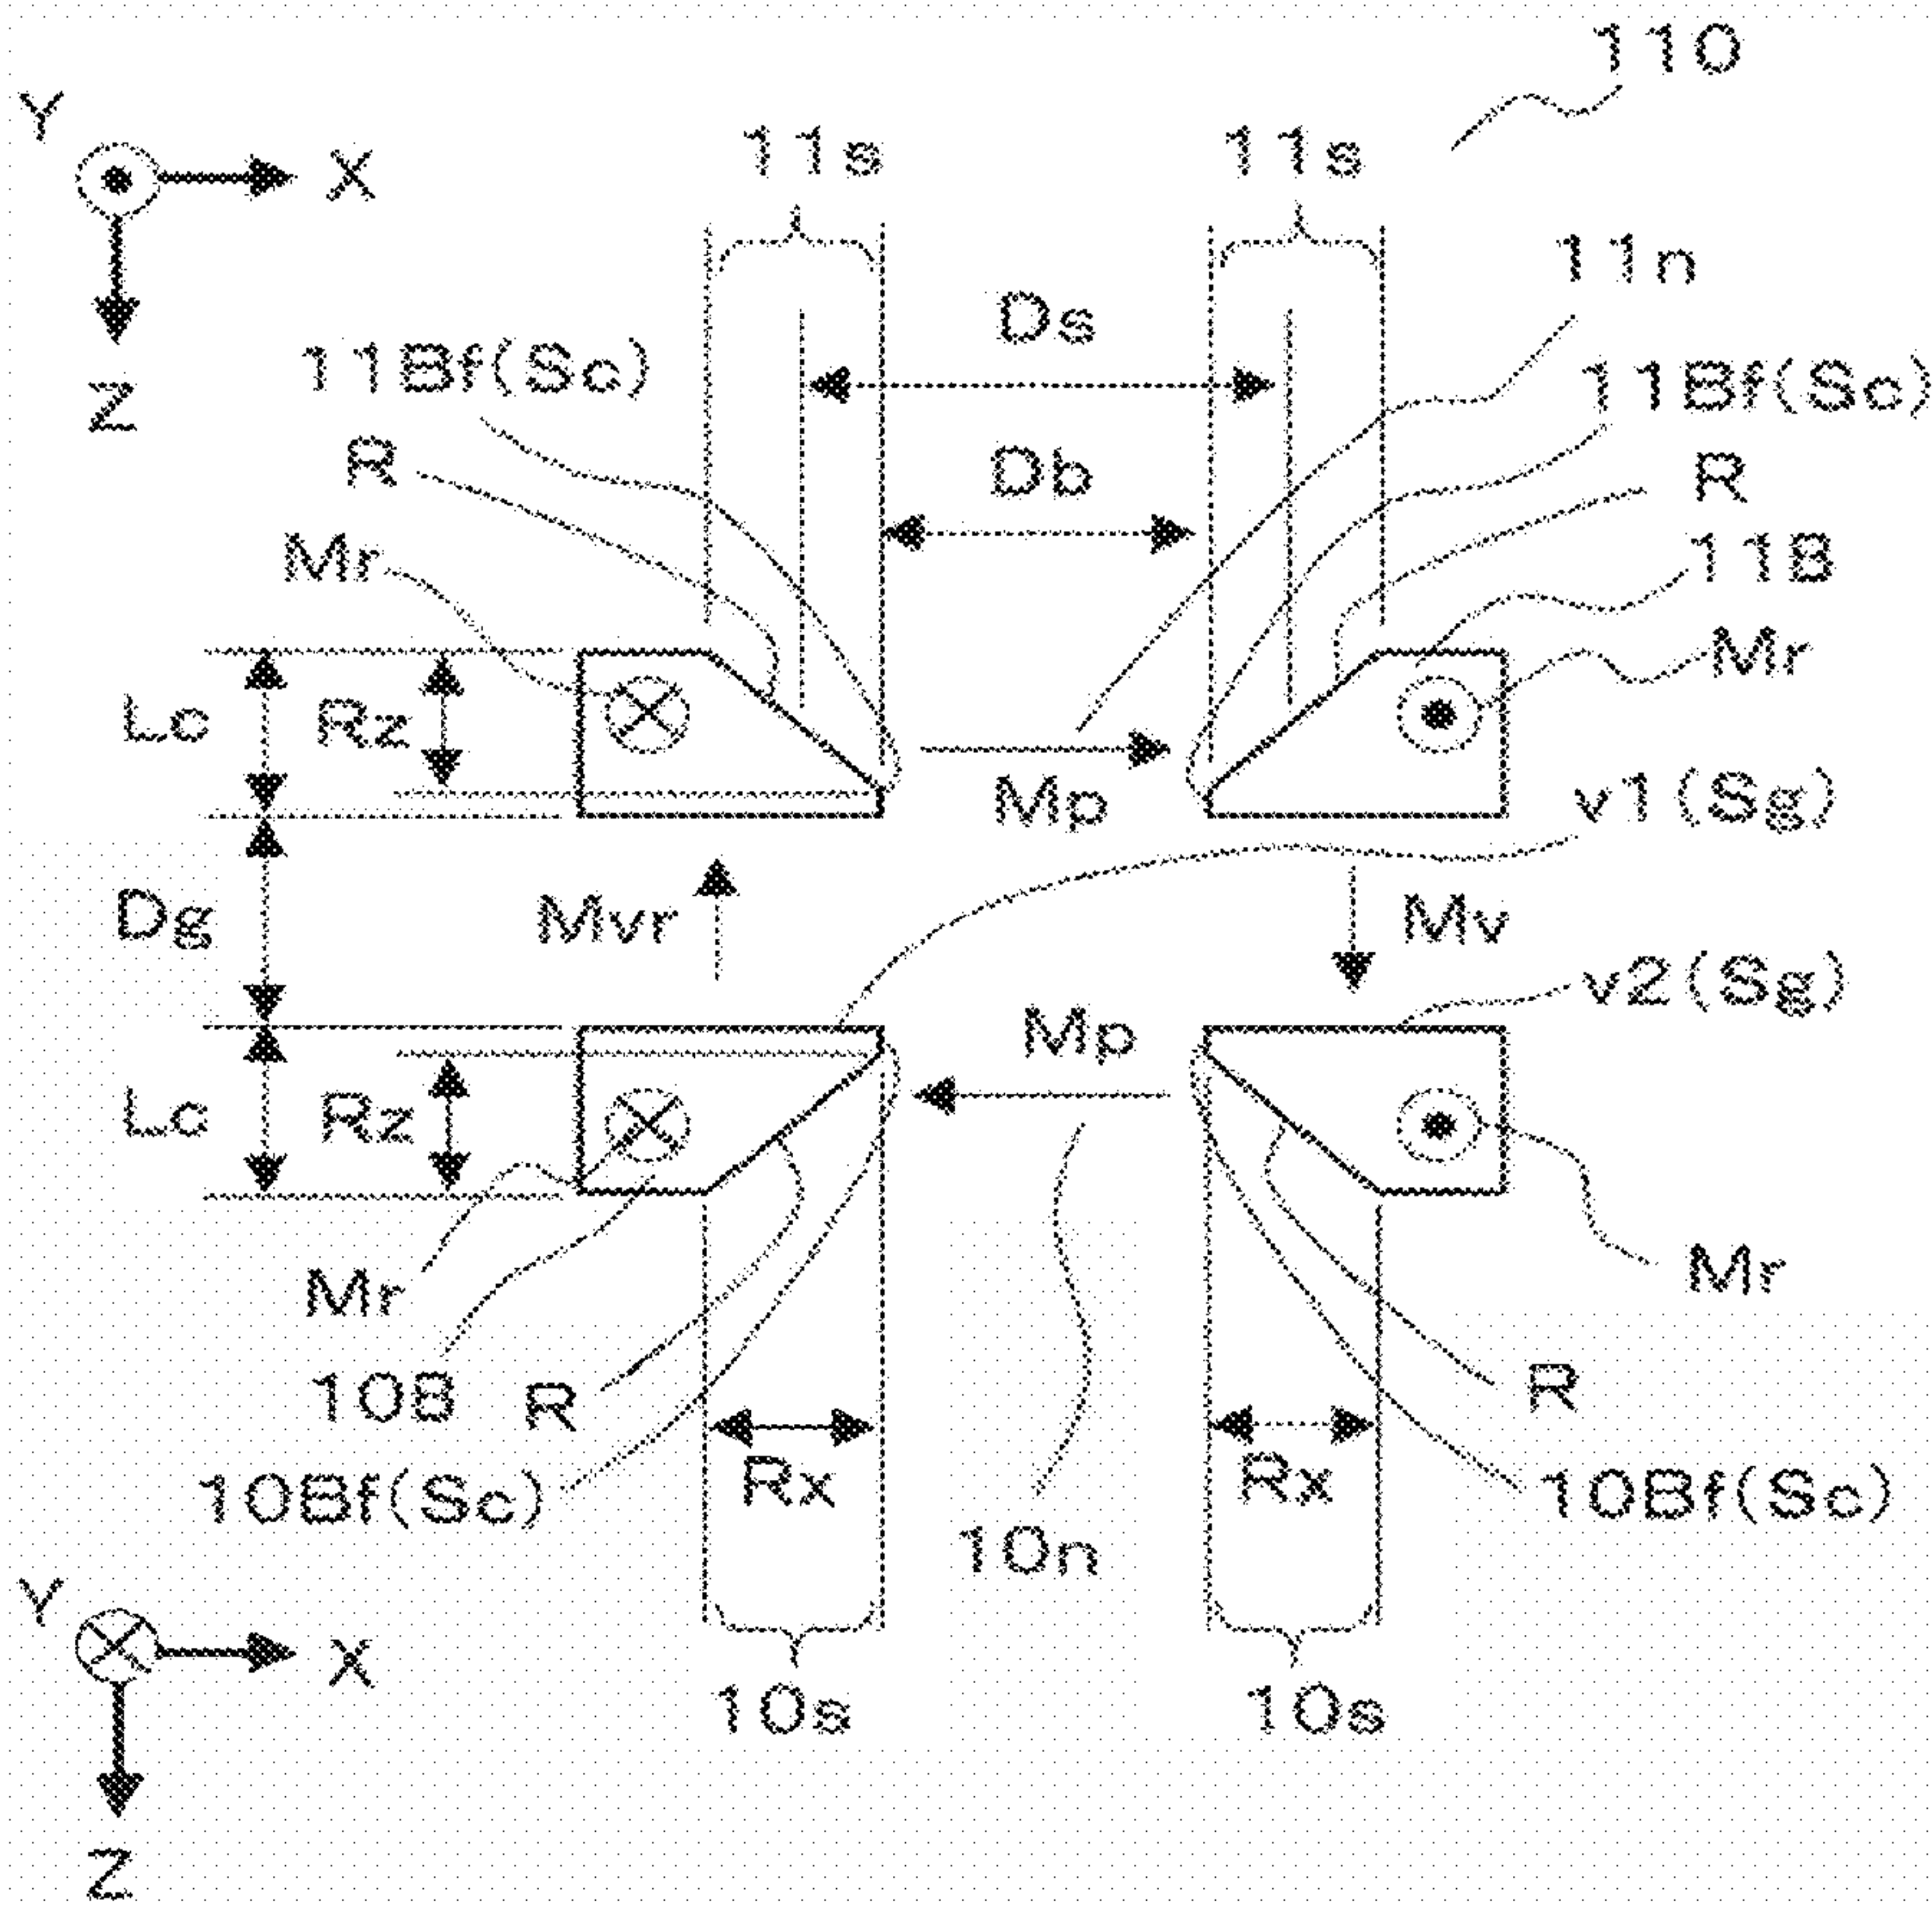 110
Y
11s 11s
X
11n
Ds
11Bf(Sc)
11Bf(Sc)
Z
R
Db
R
Mr
11B
Mr
Lc Rz
Mp
v1(Sg)
Dg
Mvr
Mv
v2(Sg)
Mp
Lc Rz
Mr
Mr
10B
R
R
10Bf(Sc)
Rx
Rx
10Bf(Sc)
10n
Y
X
10s 10s
Z